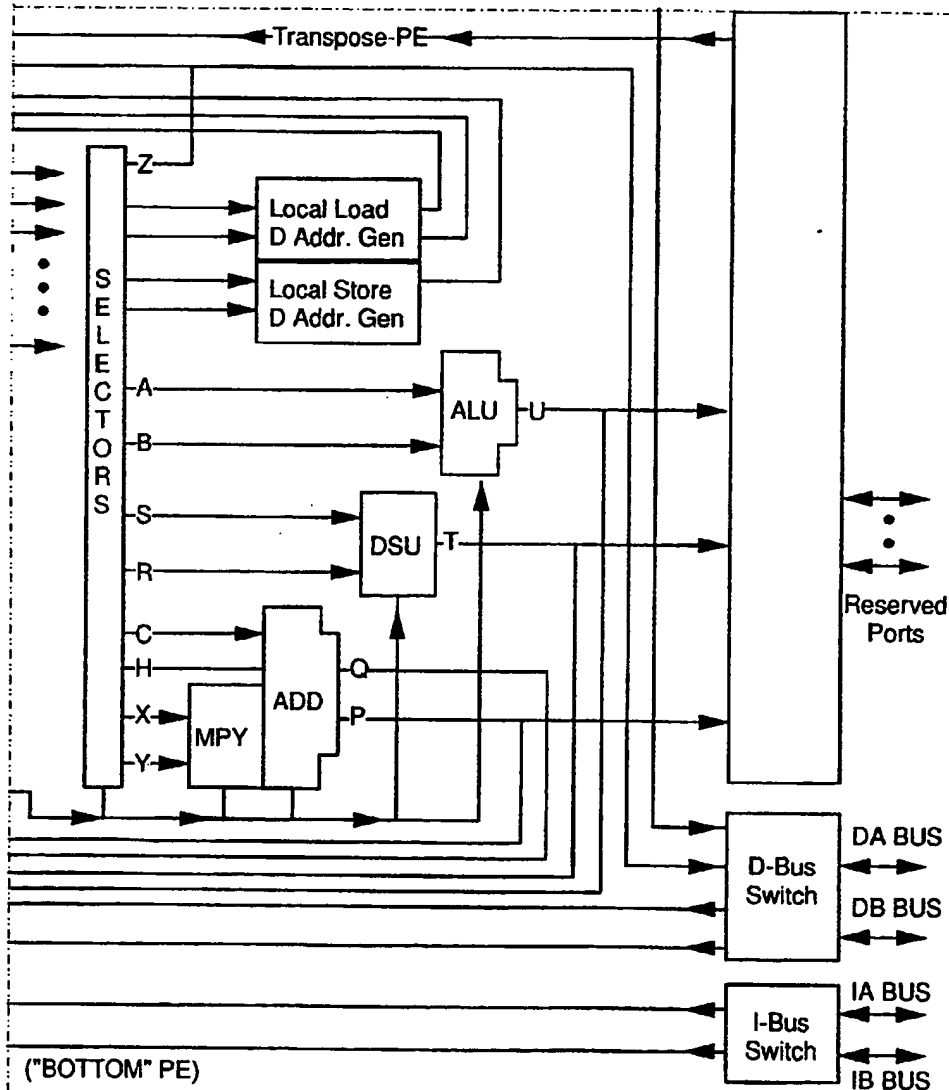 Transpose-PE
Z
Local Load
D Addr. Gen
Local Store
D Addr. Gen
SELECTORS
A
B
ALU
U
S
R
DSU
T
Reserved
Ports
C
H
X
Y
MPY
ADD
Q
P
D-Bus
Switch
DA BUS
DB BUS
I-Bus
Switch
IA BUS
IB BUS
("BOTTOM" PE)